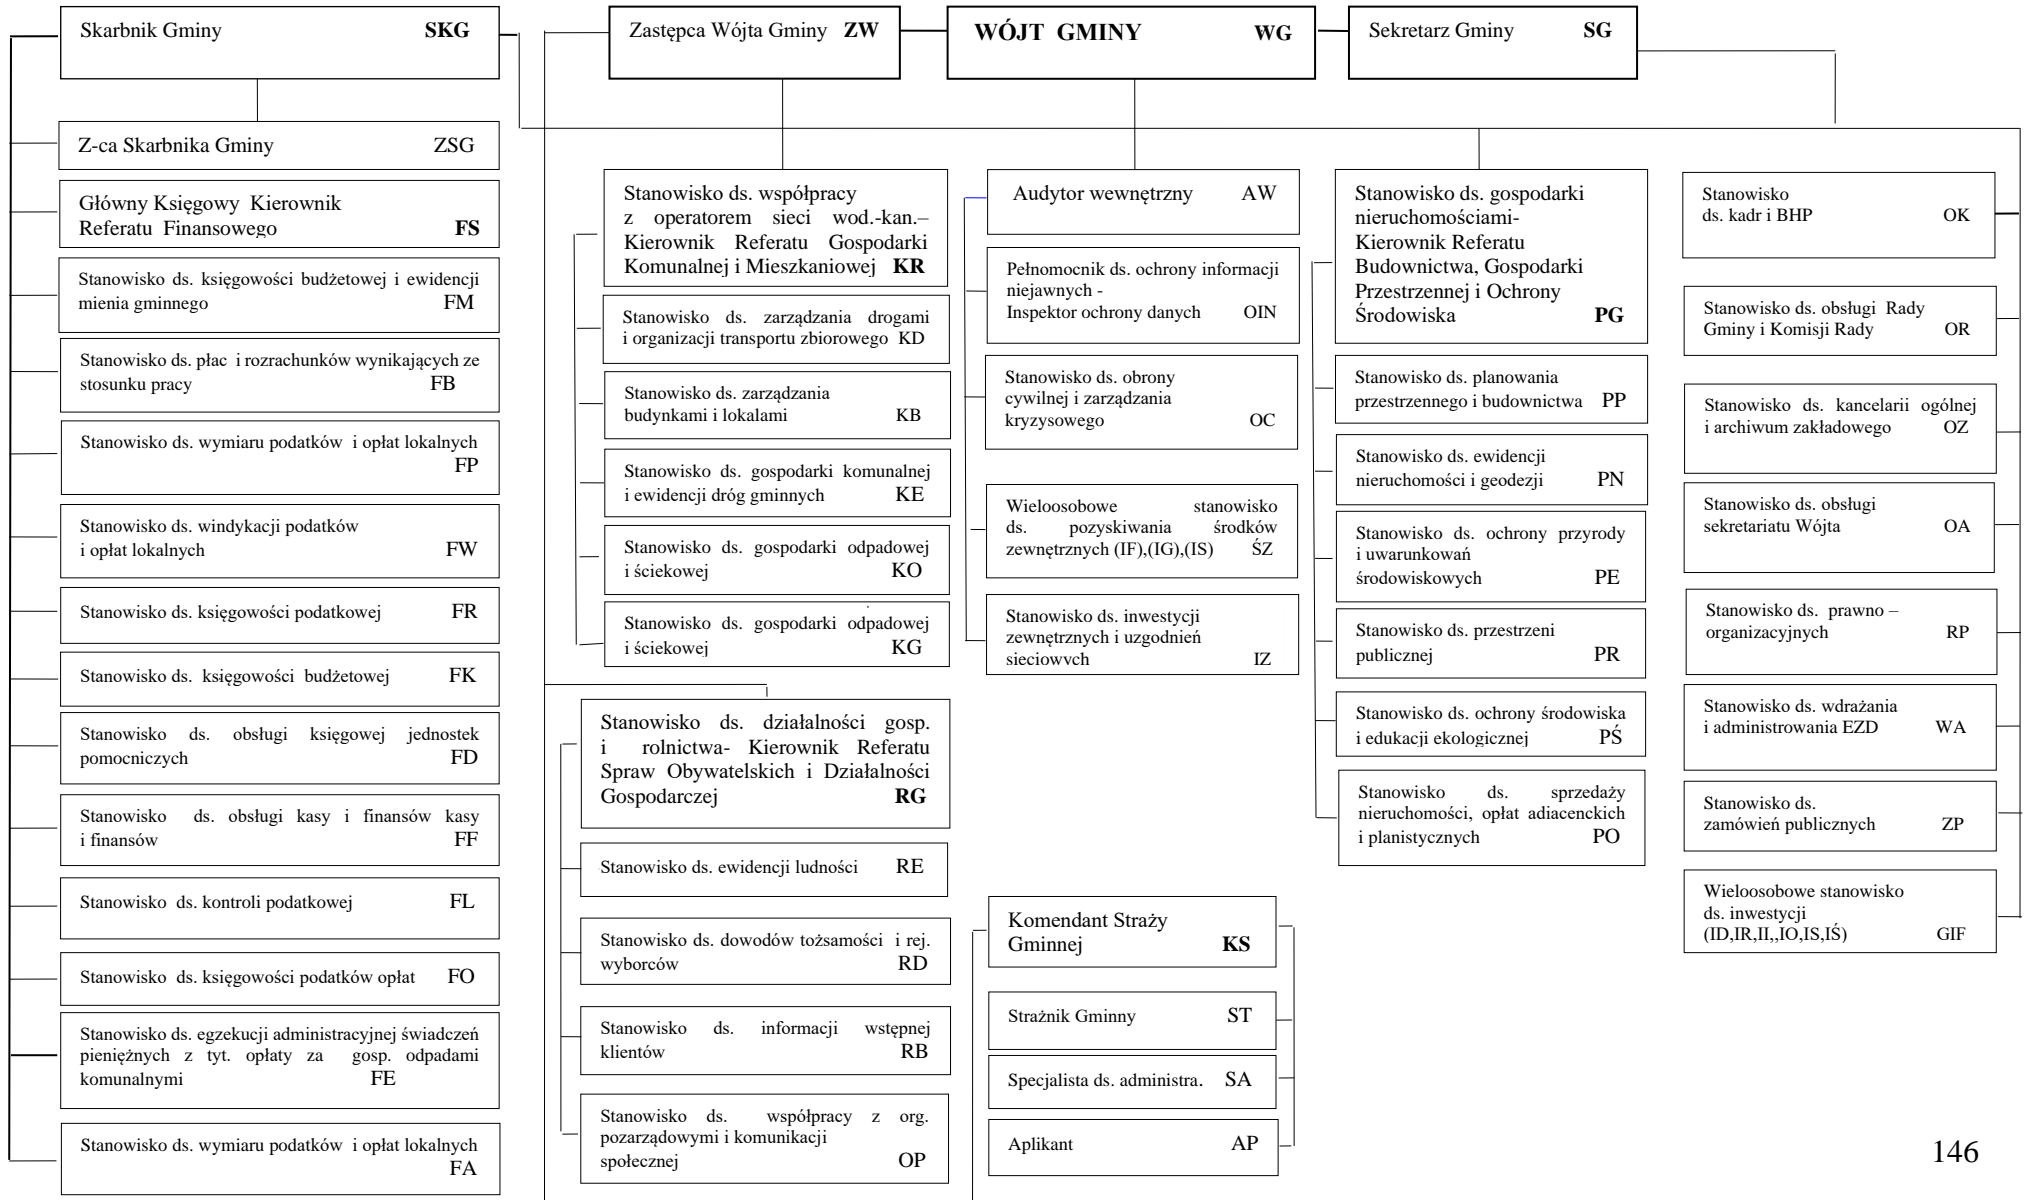 Skarbnik Gminy SKG
Zastępca Wójta Gminy ZW
WÓJT GMINY WG
Sekretarz Gminy SG
Z-ca Skarbnika Gminy ZSG
Główny Księgowy Kierownik
Referatu Finansowego FS
Stanowisko ds. księgowości budżetowej i ewidencji
mienia gminnego FM
Stanowisko ds. płac i rozrachunków wynikających ze
stosunku pracy FB
Stanowisko ds. wymiaru podatków i opłat lokalnych
FP
Stanowisko ds. windykacji podatków
i opłat lokalnych FW
Stanowisko ds. księgowości podatkowej FR
Stanowisko ds. księgowości budżetowej FK
Stanowisko ds. obsługi księgowej jednostek
pomocniczych FD
Stanowisko ds. obsługi kasy i finansów kasy
i finansów FF
Stanowisko ds. kontroli podatkowej FL
Stanowisko ds. księgowości podatków opłat FO
Stanowisko ds. egzekucji administracyjnej świadczeń
pieniężnych z tyt. opłaty za gosp. odpadami
komunalnymi FE
Stanowisko ds. wymiaru podatków i opłat lokalnych
FA
Stanowisko ds. współpracy
z operatorem sieci wod.-kan.–
Kierownik Referatu Gospodarki
Komunalnej i Mieszkaniowej KR
Stanowisko ds. zarządzania drogami
i organizacji transportu zbiorowego KD
Stanowisko ds. zarządzania
budynkami i lokalami KB
Stanowisko ds. gospodarki komunalnej
i ewidencji dróg gminnych KE
Stanowisko ds. gospodarki odpadowej
i ściekowej KO
Stanowisko ds. gospodarki odpadowej
i ściekowej KG
Stanowisko ds. działalności gosp.
i rolnictwa- Kierownik Referatu
Spraw Obywatelskich i Działalności
Gospodarczej RG
Stanowisko ds. ewidencji ludności RE
Stanowisko ds. dowodów tożsamości i rej.
wyborców RD
Stanowisko ds. informacji wstępnej
klientów RB
Stanowisko ds. współpracy z org.
pozarządowymi i komunikacji
społecznej OP
Audytor wewnętrzny AW
Pełnomocnik ds. ochrony informacji
niejawnych -
Inspektor ochrony danych OIN
Stanowisko ds. obrony
cywilnej i zarządzania
kryzysowego OC
Wieloosobowe stanowisko
ds. pozyskiwania środków
zewnętrznych (IF),(IG),(IS) ŚZ
Stanowisko ds. inwestycji
zewnętrznych i uzgodnień
sieciowych IZ
Komendant Straży
Gminnej KS
Strażnik Gminny ST
Specjalista ds. administra. SA
Aplikant AP
Stanowisko ds. gospodarki
nieruchomościami-
Kierownik Referatu
Budownictwa, Gospodarki
Przestrzennej i Ochrony
Środowiska PG
Stanowisko ds. planowania
przestrzennego i budownictwa PP
Stanowisko ds. ewidencji
nieruchomości i geodezji PN
Stanowisko ds. ochrony przyrody
i uwarunkowań
środowiskowych PE
Stanowisko ds. przestrzeni
publicznej PR
Stanowisko ds. ochrony środowiska
i edukacji ekologicznej PŚ
Stanowisko ds. sprzedaży
nieruchomości, opłat adiacenckich
i planistycznych PO
Stanowisko
ds. kadr i BHP OK
Stanowisko ds. obsługi Rady
Gminy i Komisji Rady OR
Stanowisko ds. kancelarii ogólnej
i archiwum zakładowego OZ
Stanowisko ds. obsługi
sekretariatu Wójta OA
Stanowisko ds. prawno –
organizacyjnych RP
Stanowisko ds. wdrażania
i administrowania EZD WA
Stanowisko ds.
zamówień publicznych ZP
Wieloosobowe stanowisko
ds. inwestycji
(ID,IR,II,,IO,IS,IŚ) GIF
146